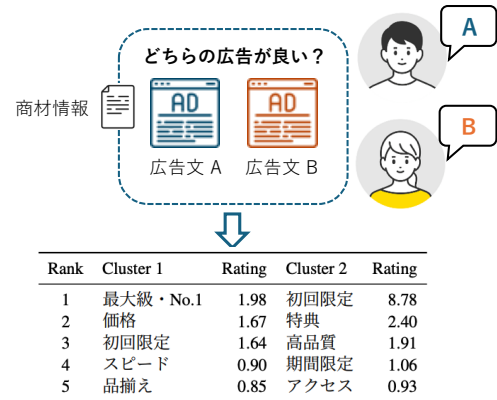 どちらの広告が良い？
A
商材情報
AD AD
広告文 A 広告文 B
B
Rank Cluster 1 Rating Cluster 2 Rating
1 最大級・No.1 1.98 初回限定 8.78
2 価格 1.67 特典 2.40
3 初回限定 1.64 高品質 1.91
4 スピード 0.90 期間限定 1.06
5 品揃え 0.85 アクセス 0.93